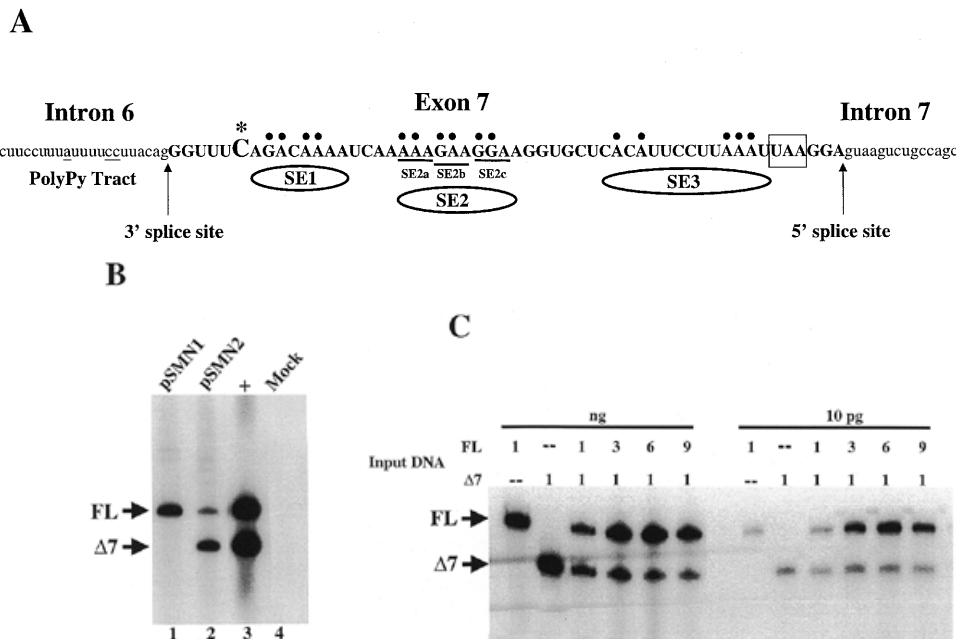 A
Intron 6
Exon 7
Intron 7
*
cuuccuuuauuuuccuuacagGGUUUCAGACAAAAUCAAAAAGAAGGAAGGUGCUCACAUUCCUUAAAUUAAGGAguaagucugccagc
PolyPy Tract
SE1
SE2a
SE2b
SE2c
SE2
SE3
3' splice site
5' splice site
B
pSMN1
pSMN2
+
Mock
FL
Δ7
1 2 3 4
C
ng
10 pg
FL 1 -- 1 3 6 9 1 -- 1 3 6 9
Input DNA
Δ7 -- 1 1 1 1 1 -- 1 1 1 1 1
FL
Δ7